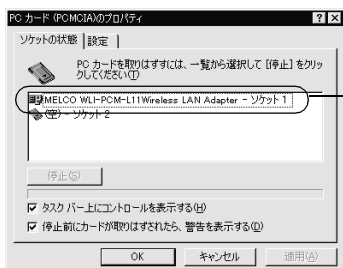 PC カード (PCMCIA)のプロパティ
ソケットの状態
設定
PC カードを取りはずすには、一覧から選択して [停止] をクリッ
クしてください(T)
MELCO WLI-PCM-L11Wireless LAN Adapter - ソケット 1
(空) - ソケット 2
停止(S)
タスク バー上にコントロールを表示する(H)
停止前にカードが取りはずされたら、警告を表示する(D)
OK
キャンセル
適用(A)